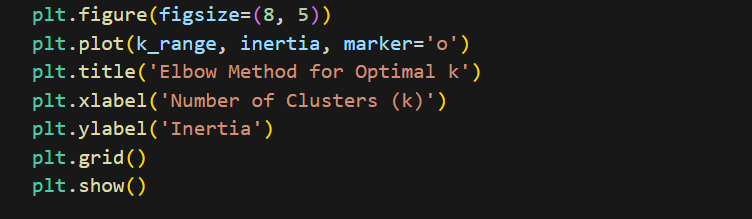 plt.figure(figsize=(8, 5))
plt.plot(k_range, inertia, marker='o')
plt.title('Elbow Method for Optimal k')
plt.xlabel('Number of Clusters (k)')
plt.ylabel('Inertia')
plt.grid()
plt.show()